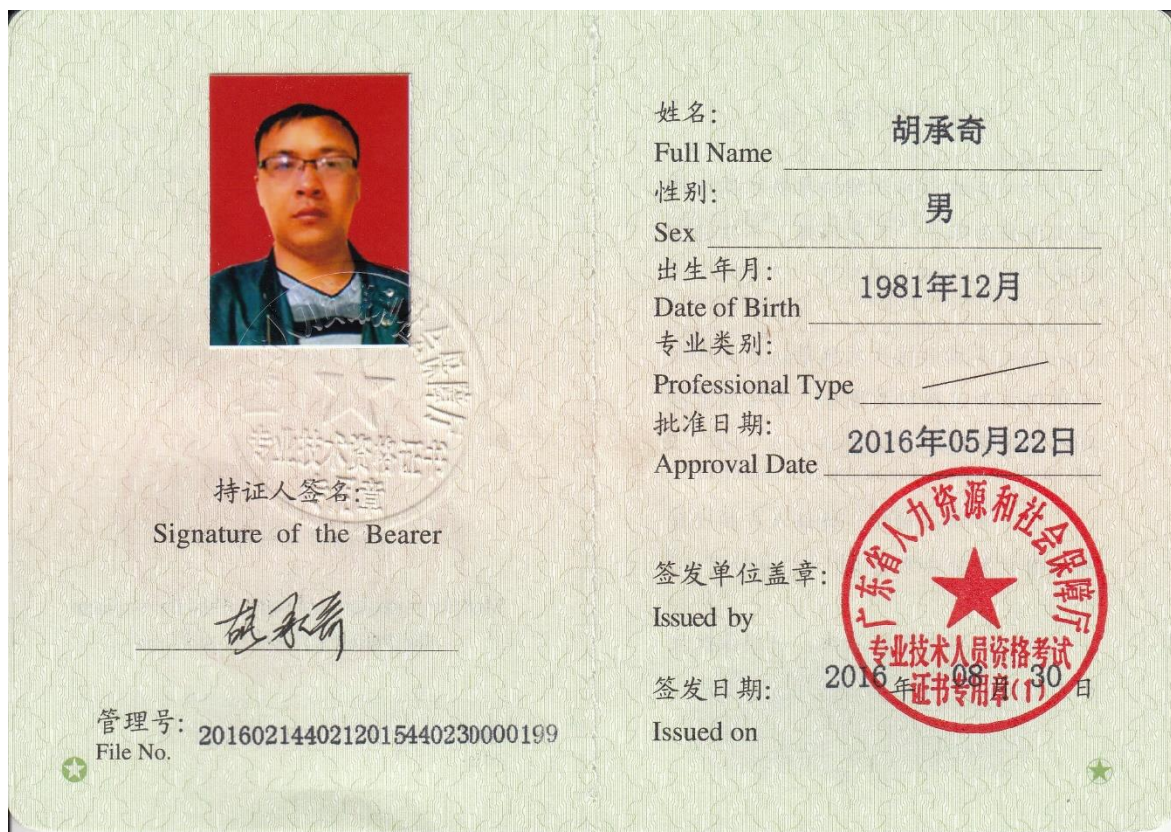 持证人签名:
Signature of the Bearer
胡承奇
管理号: 2016021440212015440230000199
File No.
姓名:
胡承奇
Full Name
性别:
男
Sex
出生年月:
1981年12月
Date of Birth
专业类别:
Professional Type
批准日期:
2016年05月22日
Approval Date
签发单位盖章:
Issued by
广东省人力资源和社会保障厅
专业技术人员资格考试
证书专用章(1)
签发日期: 2016年08月30日
Issued on
专业技术资格证书